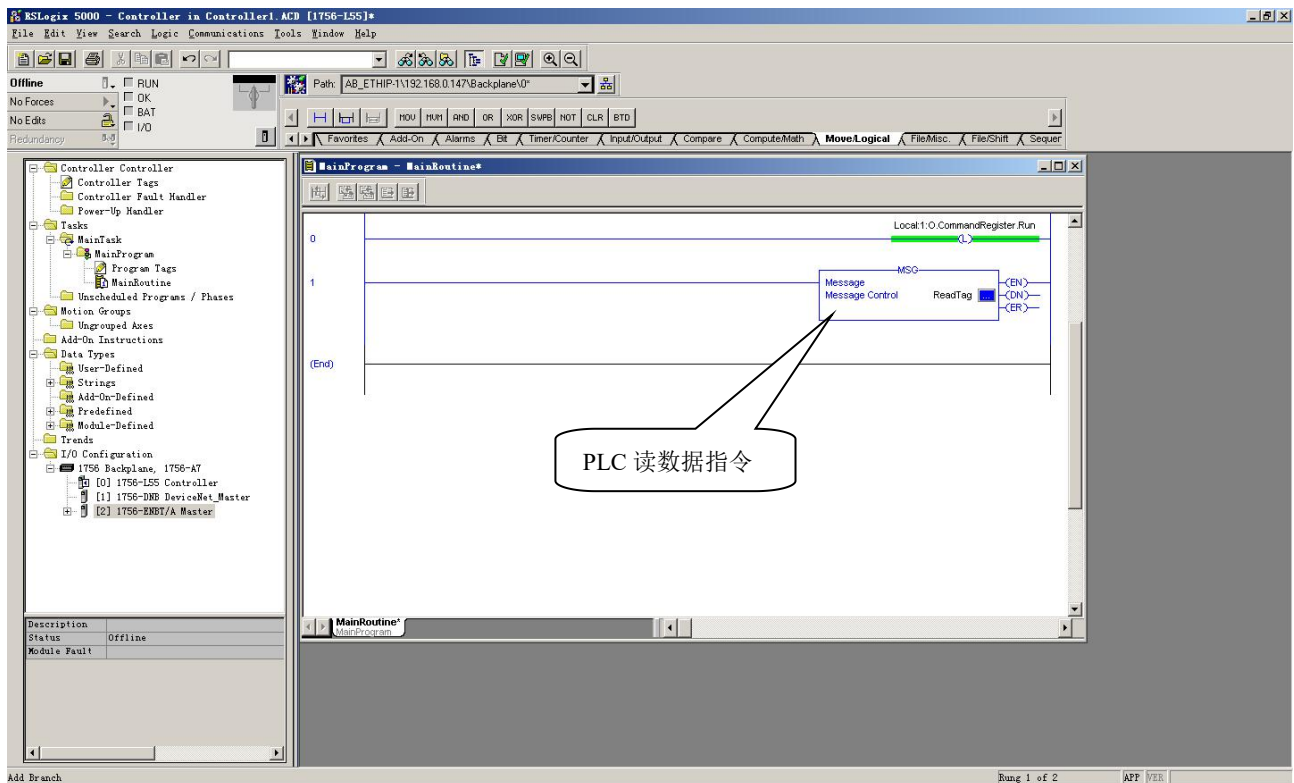 RSLogix 5000 - Controller in Controller1.ACD [1756-L55]*
File Edit View Search Logic Communications Tools Window Help
Offline
RUN
Path: AB_ETHIP-1\192.168.0.147\Backplane\0*
No Forces
OK
No Edits
BAT
Redundancy
I/O
MOV MVM AND OR XOR SWPB NOT CLR BTD
Favorites Add-On Alarms Bit Timer/Counter Input/Output Compare Compute/Math Move/Logical File/Misc. File/Shift Sequer
Controller Controller
Controller Tags
Controller Fault Handler
Power-Up Handler
Tasks
MainTask
MainProgram
Program Tags
MainRoutine
Unscheduled Programs / Phases
Motion Groups
Ungrouped Axes
Add-On Instructions
Data Types
User-Defined
Strings
Add-On-Defined
Predefined
Module-Defined
Trends
I/O Configuration
1756 Backplane, 1756-A7
[0] 1756-L55 Controller
[1] 1756-DNB DeviceNet_Master
[2] 1756-ENBT/A Master
Description
Status Offline
Module Fault
MainProgram - MainRoutine*
0
Local:1:O.CommandRegister.Run
(L)
1
MSG
Message
Message Control ReadTag ...
(EN)
(DN)
(ER)
(End)
PLC 读数据指令
MainRoutine*
MainProgram
Add Branch
Rung 1 of 2
APP VER